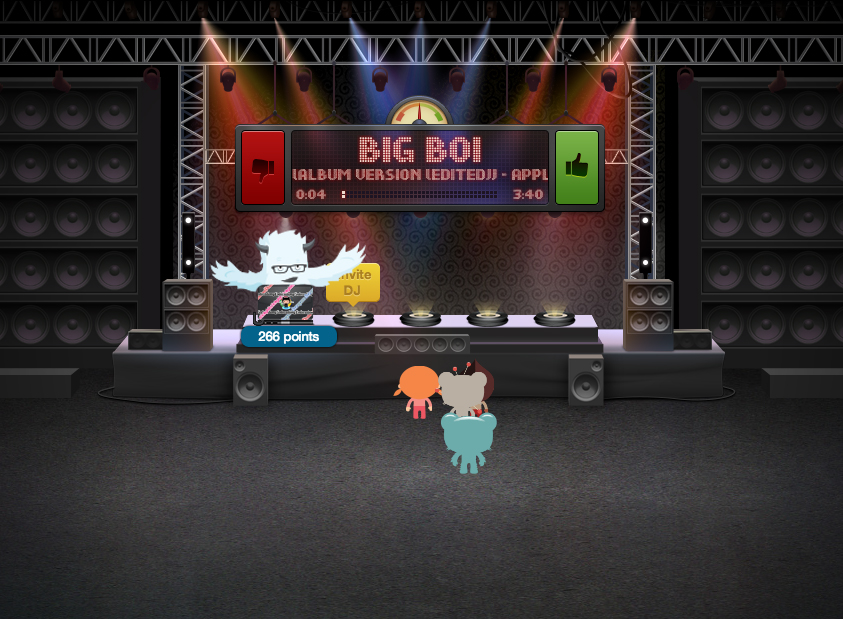 BIG BOI
(ALBUM VERSION (EDITED)) - APPL
0:04
3:40
Invite
DJ
266 points